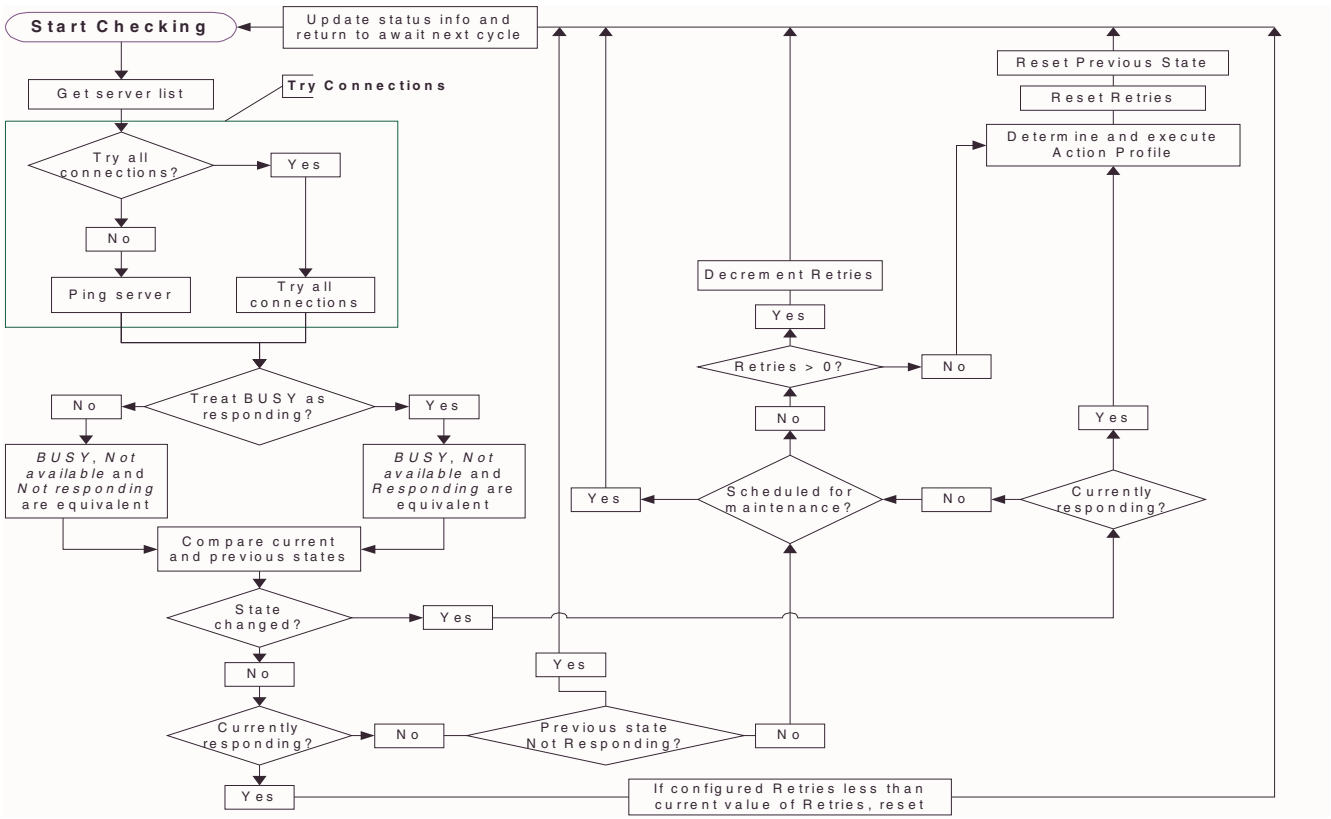 Start Checking
Update status info and
return to await next cycle
Get server list
Try Connections
Try all
connections?
Yes
No
Ping server
Try all
connections
Treat BUSY as
responding?
No
Yes
BUSY, Not
available and
Not responding
are equivalent
BUSY, Not
available and
Responding are
equivalent
Compare current
and previous states
State
changed?
Yes
No
Currently
responding?
No
Previous state
Not Responding?
Yes
No
Yes
If configured Retries less than
current value of Retries, reset
Reset Previous State
Reset Retries
Determine and execute
Action Profile
Decrement Retries
Yes
Retries > 0?
No
No
Yes
Yes
Scheduled for
maintenance?
No
Currently
responding?